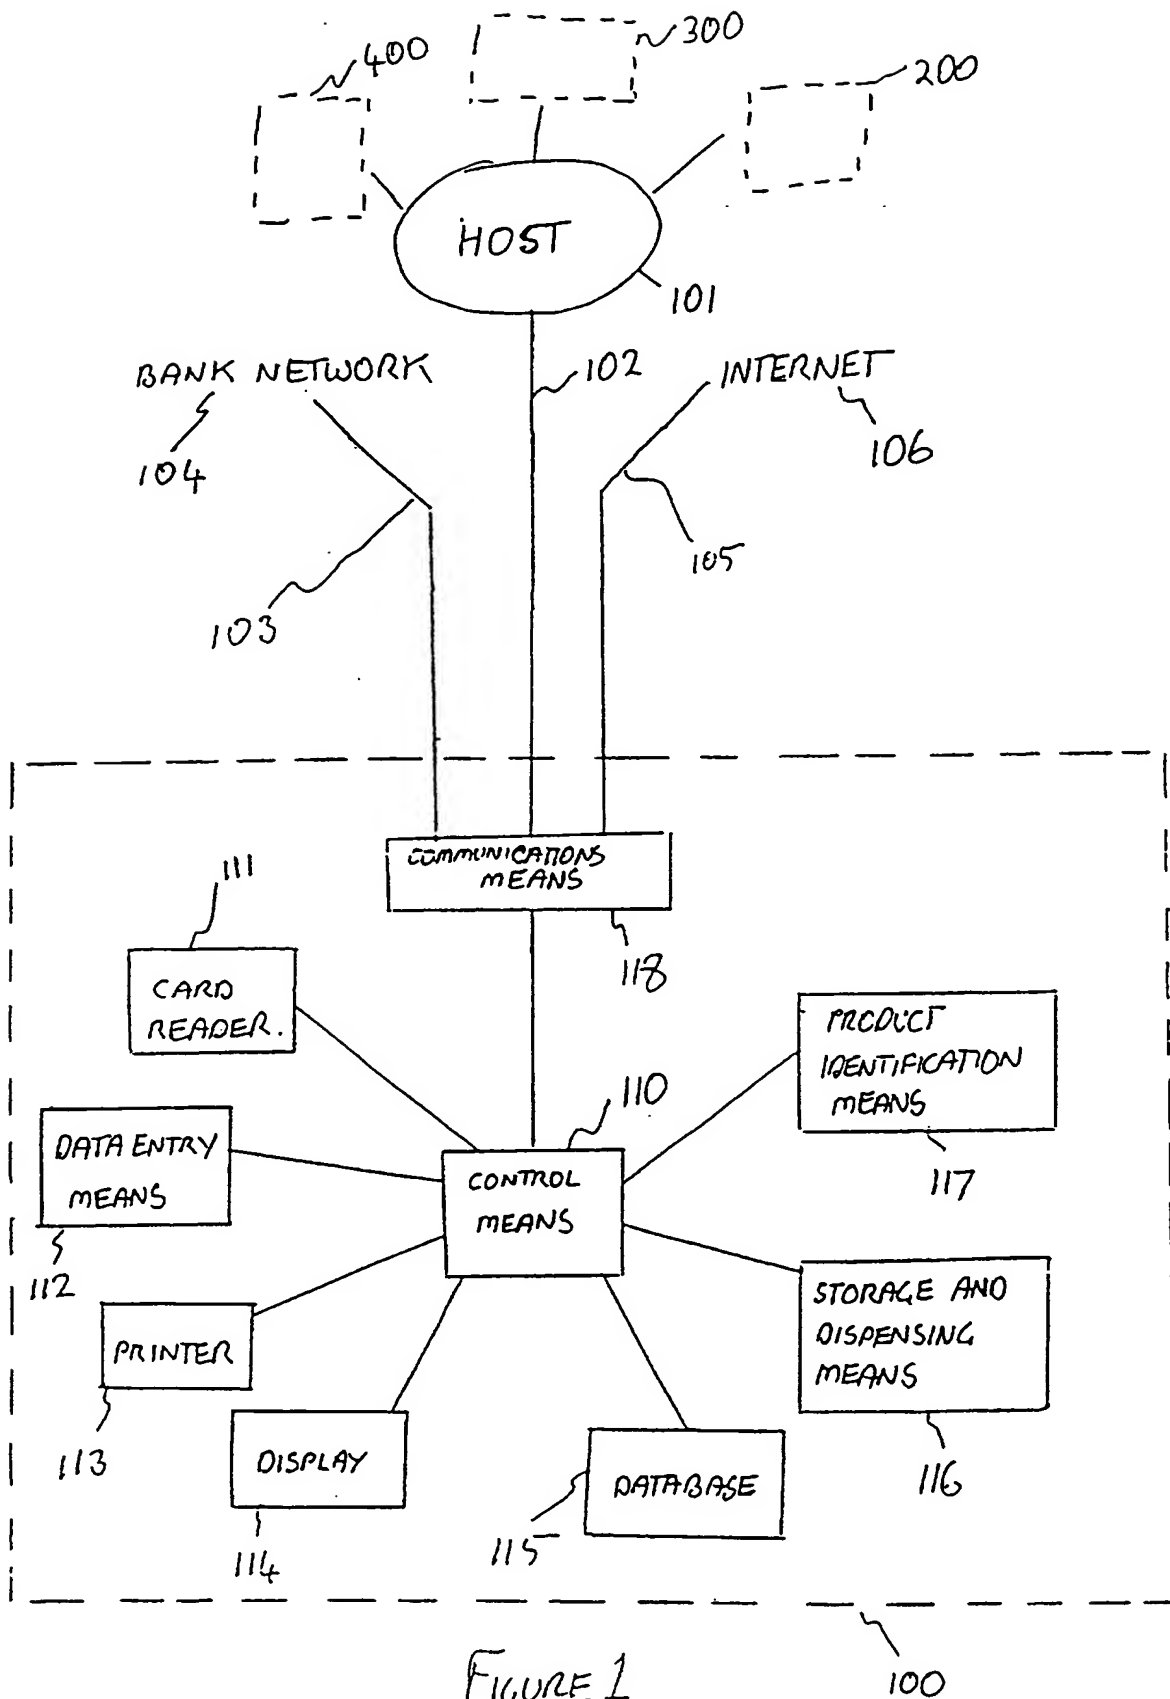 400
300
200
HOST
101
BANK NETWORK
102
INTERNET
104
106
105
103
COMMUNICATIONS
MEANS
111
118
CARD
READER.
PRODUCT
IDENTIFICATION
MEANS
110
117
DATA ENTRY
MEANS
CONTROL
MEANS
112
STORAGE AND
DISPENSING
MEANS
PRINTER
113
DISPLAY
116
DATABASE
115
114
FIGURE 1
100